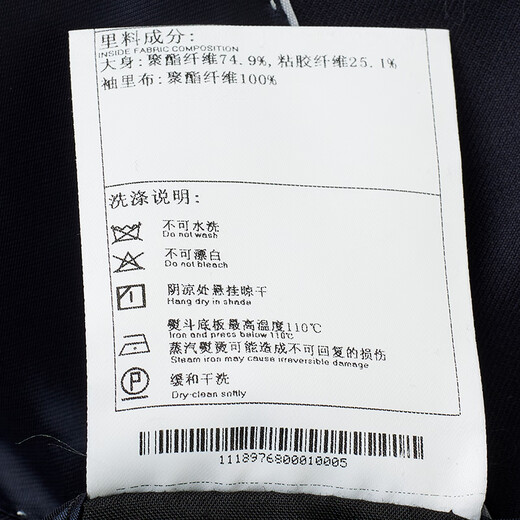 里料成分:
INSIDE FABRIC COMPOSITION
大身:聚酯纤维74.9%,粘胶纤维25.1%
袖里布:聚酯纤维100%
洗涤说明:
不可水洗
Do not wash
不可漂白
Do not bleach
阴凉处悬挂晾干
Hang dry in shade
熨斗底板最高温度110℃
Iron and press below 110℃
蒸汽熨烫可能造成不可回复的损伤
Steam iron may cause irreversible damage
P
缓和干洗
Dry-clean softly
1118976800010005